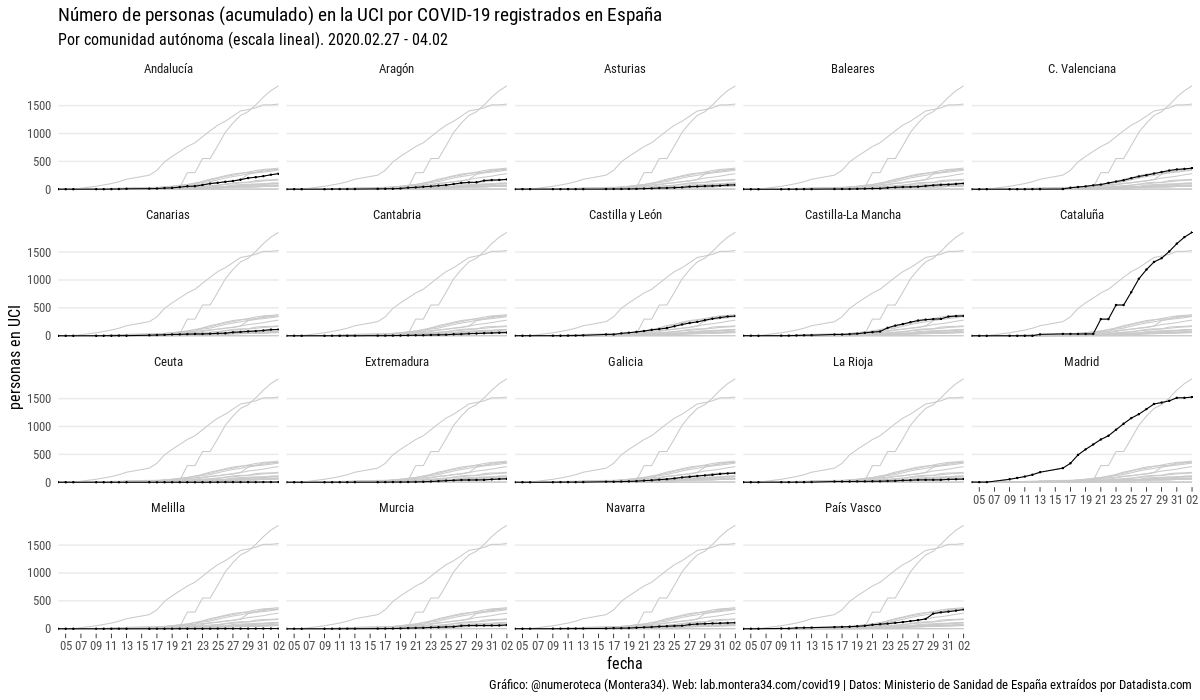 Número de personas (acumulado) en la UCI por COVID-19 registrados en España
Por comunidad autónoma (escala lineal). 2020.02.27 - 04.02
Andalucía Aragón Asturias Baleares C. Valenciana
1500
1000
500
0
Canarias Cantabria Castilla y León Castilla-La Mancha Cataluña
1500
1000
500
0
personas en UCI
Ceuta Extremadura Galicia La Rioja Madrid
1500
1000
500
0
05 07 09 11 13 15 17 19 21 23 25 27 29 31 02
Melilla Murcia Navarra País Vasco
1500
1000
500
0
05 07 09 11 13 15 17 19 21 23 25 27 29 31 02 05 07 09 11 13 15 17 19 21 23 25 27 29 31 02 05 07 09 11 13 15 17 19 21 23 25 27 29 31 02 05 07 09 11 13 15 17 19 21 23 25 27 29 31 02
fecha
Gráfico: @numeroteca (Montera34). Web: lab.montera34.com/covid19 | Datos: Ministerio de Sanidad de España extraídos por Datadista.com